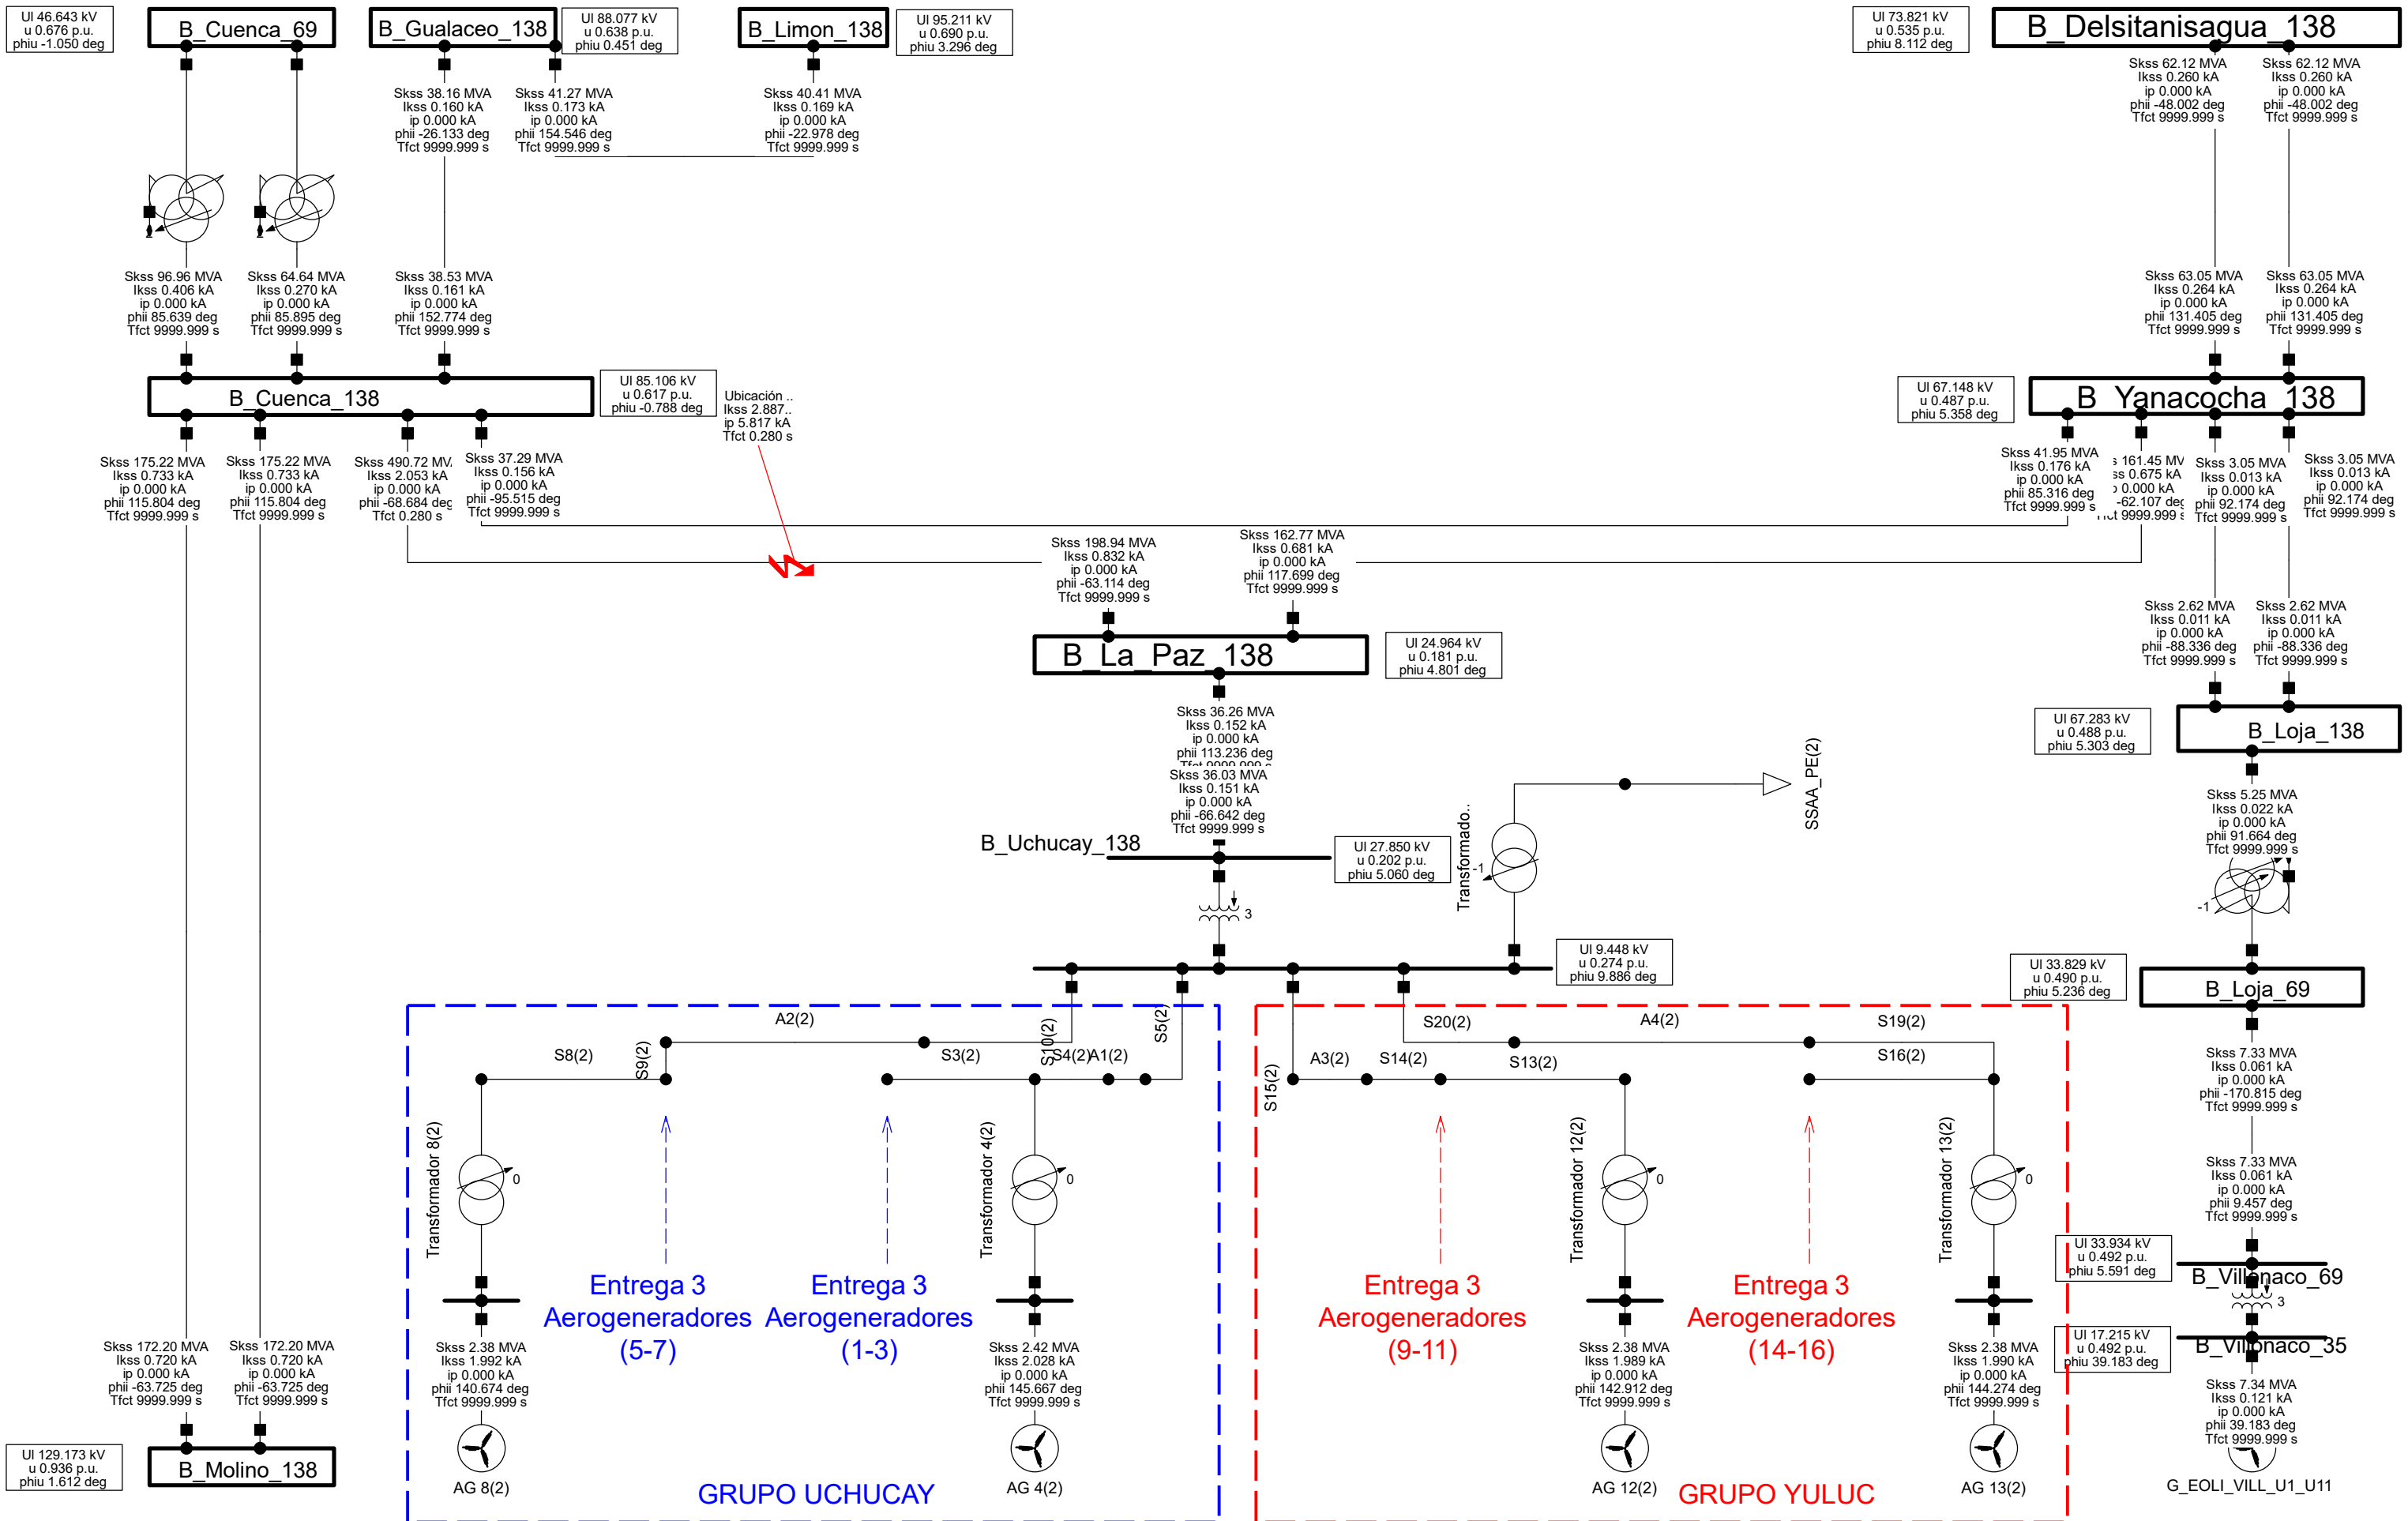 Ul 46.643 kV
u 0.676 p.u.
phiu -1.050 deg
B_Cuenca_69
B_Gualaceo_138
Ul 88.077 kV
u 0.638 p.u.
phiu 0.451 deg
B_Limon_138
Ul 95.211 kV
u 0.690 p.u.
phiu 3.296 deg
Ul 73.821 kV
u 0.535 p.u.
phiu 8.112 deg
B_Delsitanisagua_138
Skss 38.16 MVA
Ikss 0.160 kA
ip 0.000 kA
phii -26.133 deg
Tfct 9999.999 s
Skss 41.27 MVA
Ikss 0.173 kA
ip 0.000 kA
phii 154.546 deg
Tfct 9999.999 s
Skss 40.41 MVA
Ikss 0.169 kA
ip 0.000 kA
phii -22.978 deg
Tfct 9999.999 s
Skss 62.12 MVA
Ikss 0.260 kA
ip 0.000 kA
phii -48.002 deg
Tfct 9999.999 s
Skss 62.12 MVA
Ikss 0.260 kA
ip 0.000 kA
phii -48.002 deg
Tfct 9999.999 s
Skss 96.96 MVA
Ikss 0.406 kA
ip 0.000 kA
phii 85.639 deg
Tfct 9999.999 s
Skss 64.64 MVA
Ikss 0.270 kA
ip 0.000 kA
phii 85.895 deg
Tfct 9999.999 s
Skss 38.53 MVA
Ikss 0.161 kA
ip 0.000 kA
phii 152.774 deg
Tfct 9999.999 s
Skss 63.05 MVA
Ikss 0.264 kA
ip 0.000 kA
phii 131.405 deg
Tfct 9999.999 s
Skss 63.05 MVA
Ikss 0.264 kA
ip 0.000 kA
phii 131.405 deg
Tfct 9999.999 s
B_Cuenca_138
Ul 85.106 kV
u 0.617 p.u.
phiu -0.788 deg
Ubicación ..
Ikss 2.887..
ip 5.817 kA
Tfct 0.280 s
Ul 67.148 kV
u 0.487 p.u.
phiu 5.358 deg
B_Yanacocha_138
Skss 175.22 MVA
Ikss 0.733 kA
ip 0.000 kA
phii 115.804 deg
Tfct 9999.999 s
Skss 175.22 MVA
Ikss 0.733 kA
ip 0.000 kA
phii 115.804 deg
Tfct 9999.999 s
Skss 490.72 MV
Ikss 2.053 kA
ip 0.000 kA
phii -68.684 deg
Tfct 0.280 s
Skss 37.29 MVA
Ikss 0.156 kA
ip 0.000 kA
phii -95.515 deg
Tfct 9999.999 s
Skss 41.95 MVA
Ikss 0.176 kA
ip 0.000 kA
phii 85.316 deg
Tfct 9999.999 s
161.45 MV
0.675 kA
0.000 kA
-62.107 deg
9999.999 s
Skss 3.05 MVA
Ikss 0.013 kA
ip 0.000 kA
phii 92.174 deg
Tfct 9999.999 s
Skss 3.05 MVA
Ikss 0.013 kA
ip 0.000 kA
phii 92.174 deg
Tfct 9999.999 s
Skss 198.94 MVA
Ikss 0.832 kA
ip 0.000 kA
phii -63.114 deg
Tfct 9999.999 s
Skss 162.77 MVA
Ikss 0.681 kA
ip 0.000 kA
phii 117.699 deg
Tfct 9999.999 s
B_La_Paz_138
Ul 24.964 kV
u 0.181 p.u.
phiu 4.801 deg
Skss 2.62 MVA
Ikss 0.011 kA
ip 0.000 kA
phii -88.336 deg
Tfct 9999.999 s
Skss 2.62 MVA
Ikss 0.011 kA
ip 0.000 kA
phii -88.336 deg
Tfct 9999.999 s
Skss 36.26 MVA
Ikss 0.152 kA
ip 0.000 kA
phii 113.236 deg
Tfct 9999.999 s
Skss 36.03 MVA
Ikss 0.151 kA
ip 0.000 kA
phii -66.642 deg
Tfct 9999.999 s
Ul 67.283 kV
u 0.488 p.u.
phiu 5.303 deg
B_Loja_138
SSAA_PE(2)
Skss 5.25 MVA
Ikss 0.022 kA
ip 0.000 kA
phii 91.664 deg
Tfct 9999.999 s
B_Uchucay_138
Ul 27.850 kV
u 0.202 p.u.
phiu 5.060 deg
Transformado..
-1
3
-1
Ul 9.448 kV
u 0.274 p.u.
phiu 9.886 deg
Ul 33.829 kV
u 0.490 p.u.
phiu 5.236 deg
B_Loja_69
A2(2)
S10(2)
S5(2)
S20(2)
A4(2)
S19(2)
S8(2)
S9(2)
S3(2)
S4(2)
A1(2)
S15(2)
A3(2)
S14(2)
S13(2)
S16(2)
Skss 7.33 MVA
Ikss 0.061 kA
ip 0.000 kA
phii -170.815 deg
Tfct 9999.999 s
Transformador 8(2)
0
Transformador 4(2)
0
Transformador 12(2)
0
Transformador 13(2)
0
Skss 7.33 MVA
Ikss 0.061 kA
ip 0.000 kA
phii 9.457 deg
Tfct 9999.999 s
Entrega 3
Aerogeneradores
(5-7)
Entrega 3
Aerogeneradores
(1-3)
Entrega 3
Aerogeneradores
(9-11)
Entrega 3
Aerogeneradores
(14-16)
Ul 33.934 kV
u 0.492 p.u.
phiu 5.591 deg
B_Villonaco_69
3
Ul 17.215 kV
u 0.492 p.u.
phiu 39.183 deg
B_Villonaco_35
Skss 172.20 MVA
Ikss 0.720 kA
ip 0.000 kA
phii -63.725 deg
Tfct 9999.999 s
Skss 172.20 MVA
Ikss 0.720 kA
ip 0.000 kA
phii -63.725 deg
Tfct 9999.999 s
Skss 2.38 MVA
Ikss 1.992 kA
ip 0.000 kA
phii 140.674 deg
Tfct 9999.999 s
Skss 2.42 MVA
Ikss 2.028 kA
ip 0.000 kA
phii 145.667 deg
Tfct 9999.999 s
Skss 2.38 MVA
Ikss 1.989 kA
ip 0.000 kA
phii 142.912 deg
Tfct 9999.999 s
Skss 2.38 MVA
Ikss 1.990 kA
ip 0.000 kA
phii 144.274 deg
Tfct 9999.999 s
Skss 7.34 MVA
Ikss 0.121 kA
ip 0.000 kA
phii 39.183 deg
Tfct 9999.999 s
Ul 129.173 kV
u 0.936 p.u.
phiu 1.612 deg
B_Molino_138
AG 8(2)
GRUPO UCHUCAY
AG 4(2)
AG 12(2)
GRUPO YULUC
AG 13(2)
G_EOLI_VILL_U1_U11